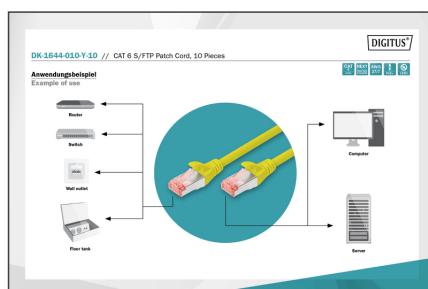 DIGITUS®
DK-1644-010-Y-10 // CAT 6 S/FTP Patch Cord, 10 Pieces
Anwendungsbeispiel
Example of use
Router
Switch
Wall outlet
Floor tank
Computer
Server